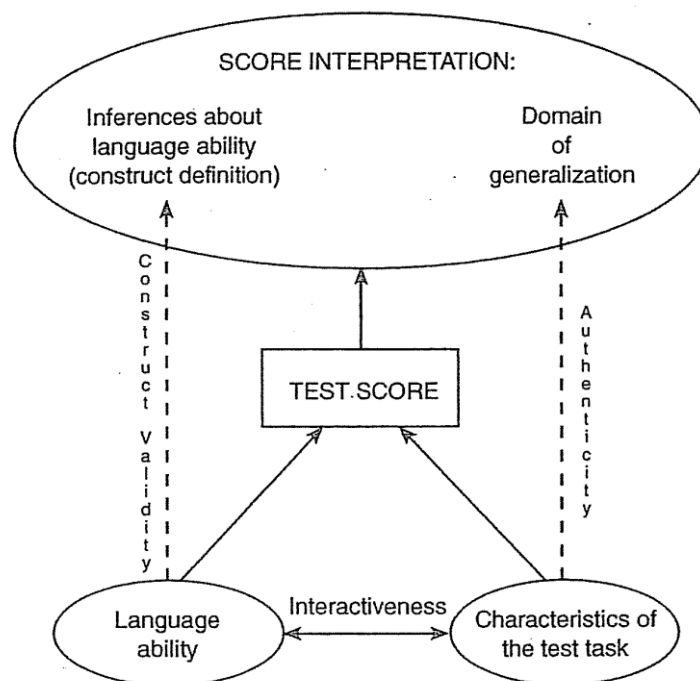 SCORE INTERPRETATION:
Inferences about
language ability
(construct definition)
Domain
of
generalization
Construct Validity
Authenticity
TEST SCORE
Interactiveness
Language
ability
Characteristics of
the test task